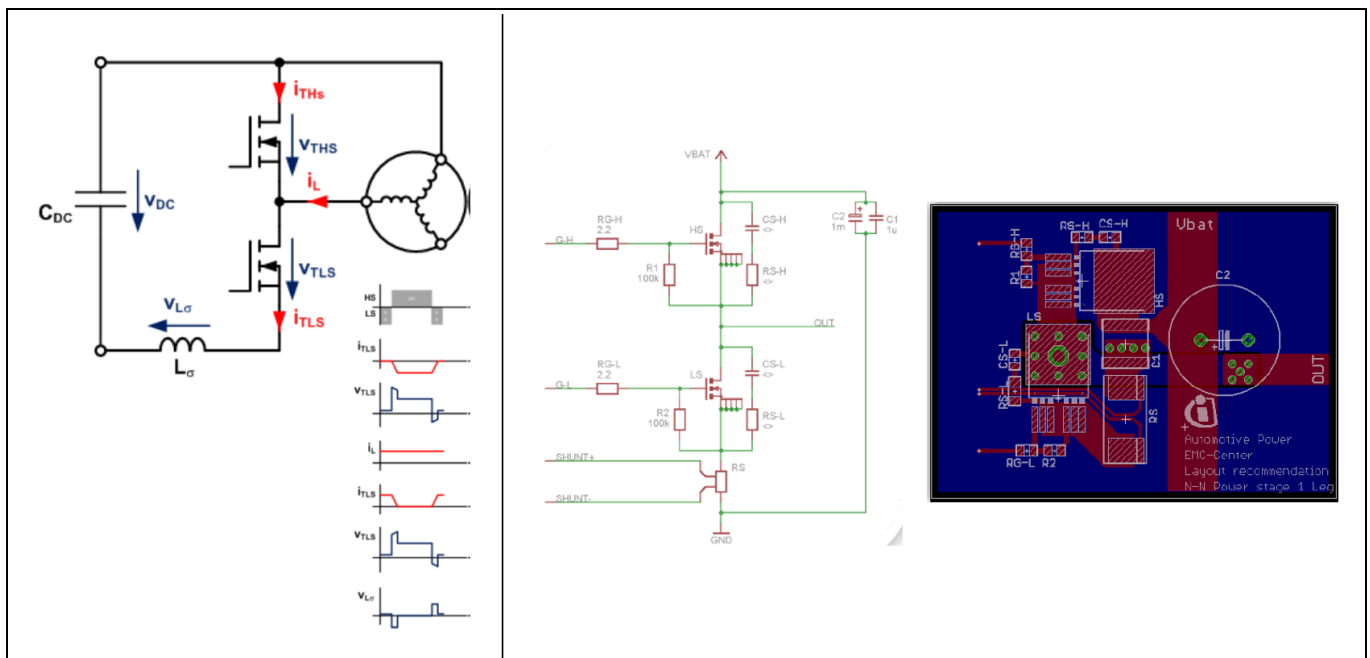 iTHs
vTHS
iL
vDC
CDC
vTLS
vLσ
iTLS
Lσ
HS
LS
iTLS
vTLS
iL
iTLS
vTLS
vLσ
VBAT
RG-H
2.2
G-H
HS
CS-H
<>
C2
1m
C1
1u
R1
100k
RS-H
<>
OUT
RG-L
2.2
G-L
LS
CS-L
<>
R2
100k
RS-L
<>
SHUNT+
RS
SHUNT-
GND
RS-H
CS-H
Vbat
RG-H
R1
C2
HS
LS
CS-L
C1
OUT
RS-L
RS
RG-L
R2
Automotive Power
EMC-Center
Layout recommendation
N-N Power stage 1 Leg